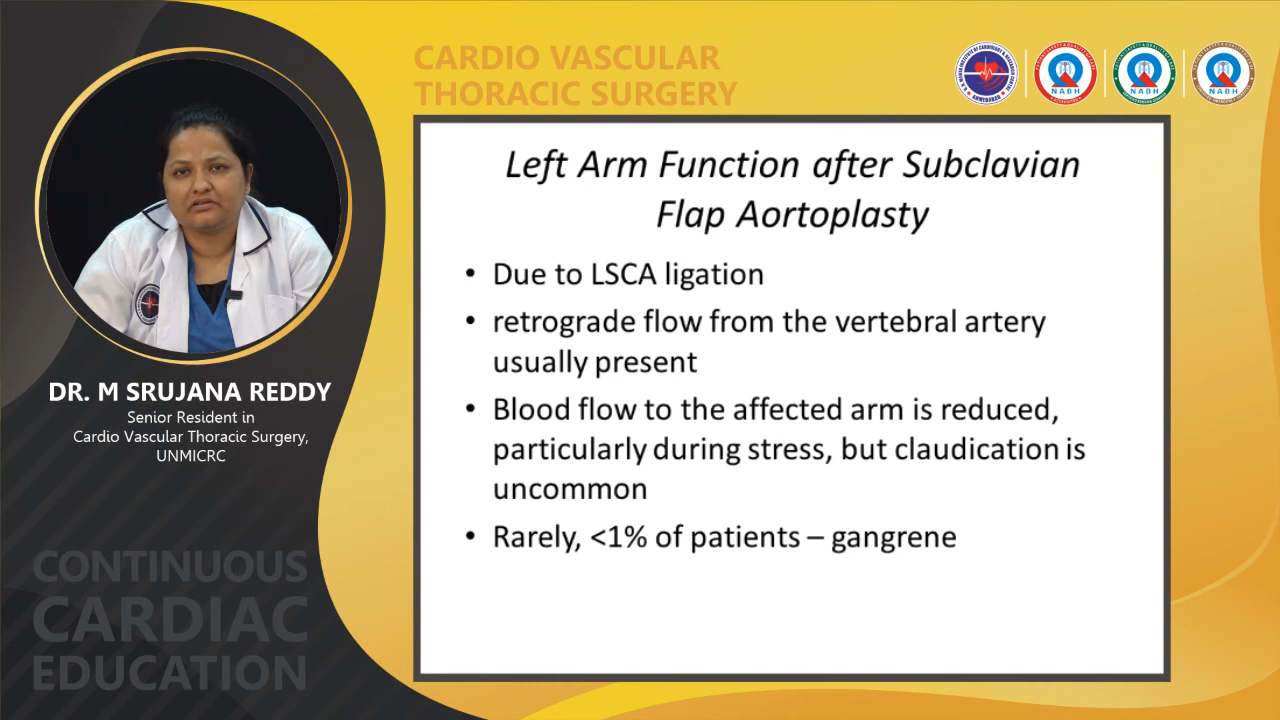 CARDIO VASCULAR
THORACIC SURGERY
NABH
NABH
NABH
Left Arm Function after Subclavian
Flap Aortoplasty
• Due to LSCA ligation
• retrograde flow from the vertebral artery
usually present
• Blood flow to the affected arm is reduced,
particularly during stress, but claudication is
uncommon
• Rarely, <1% of patients – gangrene
DR. M SRUJANA REDDY
Senior Resident in
Cardio Vascular Thoracic Surgery,
UNMICRC
CONTINUOUS
CARDIAC
EDUCATION